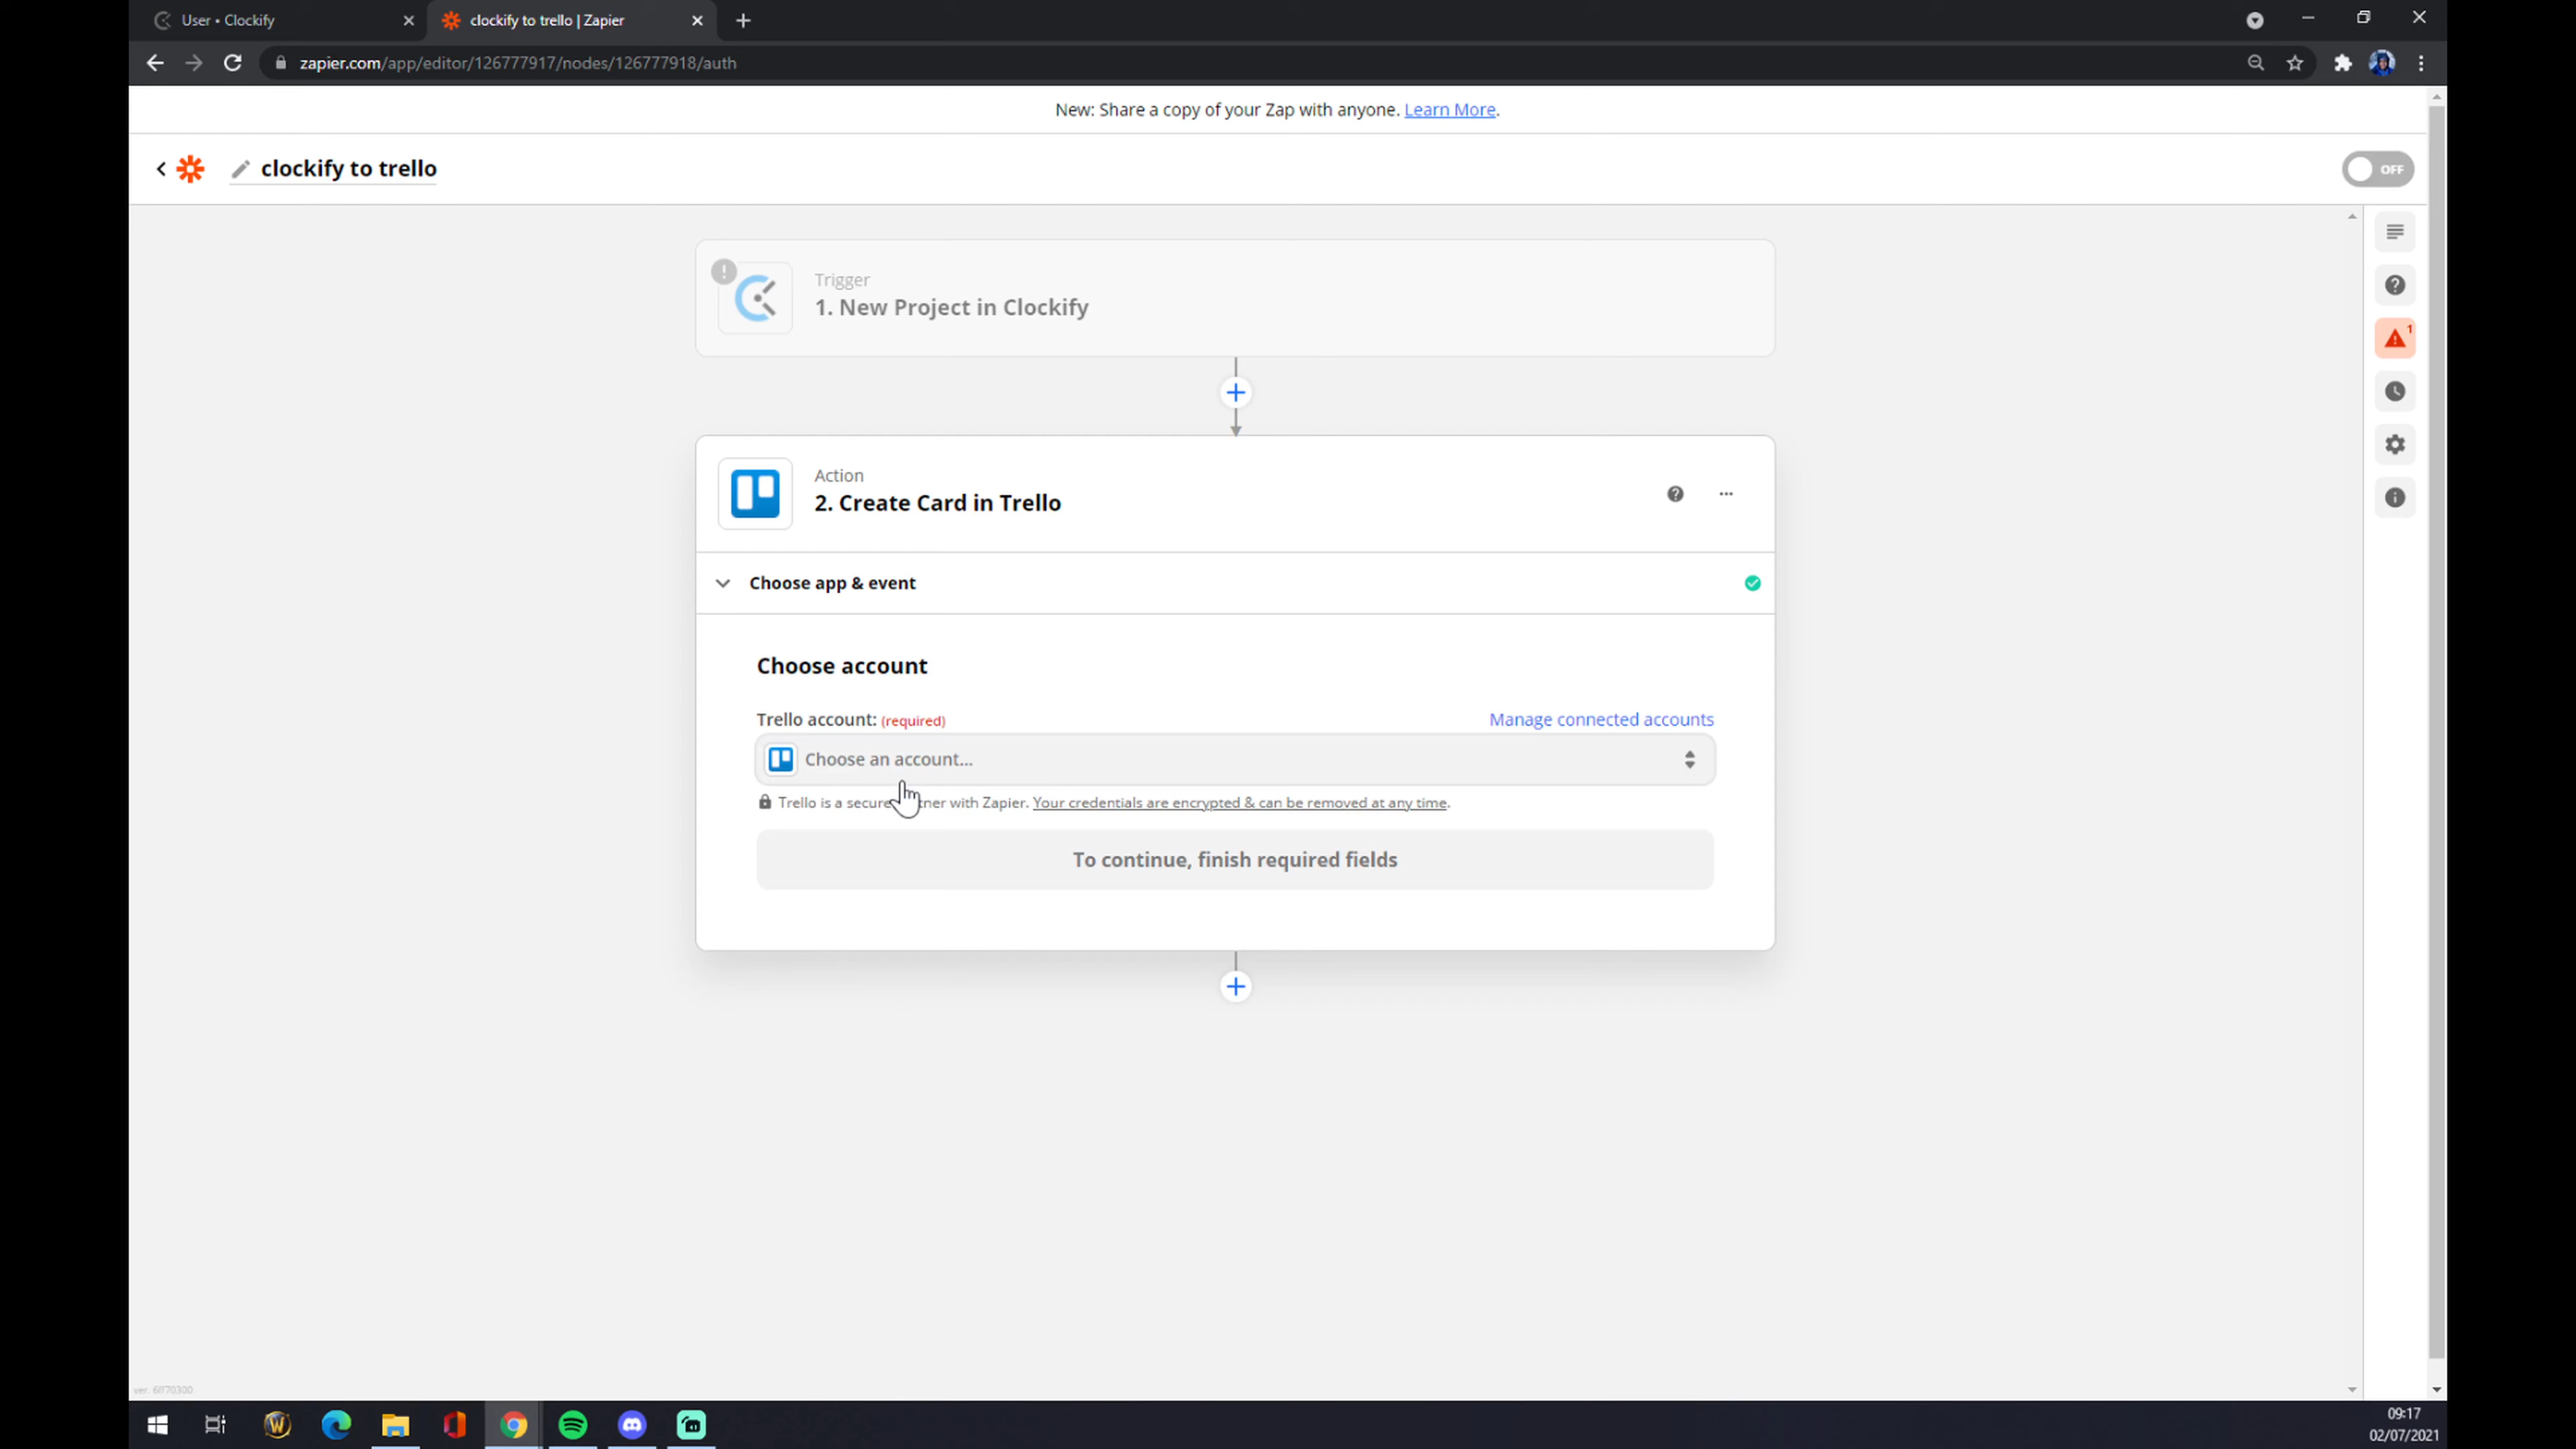 User • Clockify
clockify to trello | Zapier
zapier.com/app/editor/126777917/nodes/126777918/auth
New: Share a copy of your Zap with anyone. Learn More.
clockify to trello
OFF
Trigger
1. New Project in Clockify
1
Action
2. Create Card in Trello
Choose app & event
Choose account
Trello account: (required)
Manage connected accounts
Choose an account...
Trello is a secure with Zapier. Your credentials are encrypted & can be removed at any time.
To continue, finish required fields
ver. 6ff70300
09:17
02/07/2021